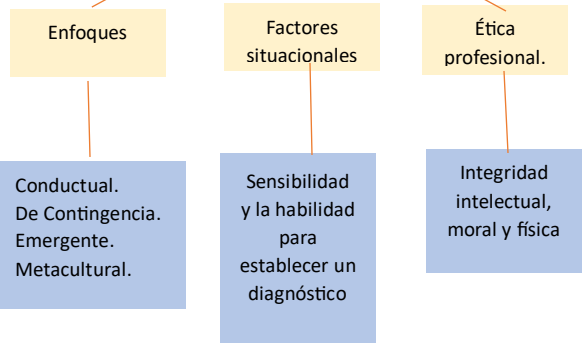 Enfoques
Factores
situacionales
Ética
profesional.
Conductual.
De Contingencia.
Emergente.
Metacultural.
Sensibilidad
y la habilidad
para
establecer un
diagnóstico
Integridad
intelectual,
moral y física